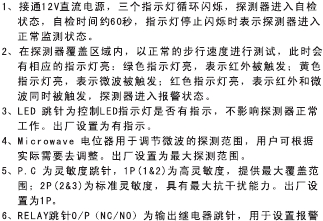 1、接通12V直流电源，三个指示灯循环闪烁，探测器进入自检
状态，自检时间约60秒，指示灯停止闪烁时表示探测器进入
正常监测状态。
2、在探测器覆盖区域内，以正常的步行速度进行测试，此时会
有相应的指示灯：绿色指示灯亮，表示红外被触发；黄色
指示灯亮，表示微波被触发；红色指示灯亮，表示红外和微
波同时被触发，探测器进入报警状态。
3、LED 跳针为控制LED指示灯是否有指示，不影响探测器正常
工作。出厂设置为有指示。
4、Microwave 电位器用于调节微波的探测范围，用户可根据
实际需要去调整。出厂设置为最大探测范围。
5、P.C 为灵敏度跳针，1P(1&2)为高灵敏度，提供最大覆盖范
围；2P(2&3)为标准灵敏度，具有最大抗干扰能力。出厂设
置为1P。
6、RELAY跳针O/P（NC/NO）为输出继电器跳针，用于设置报警